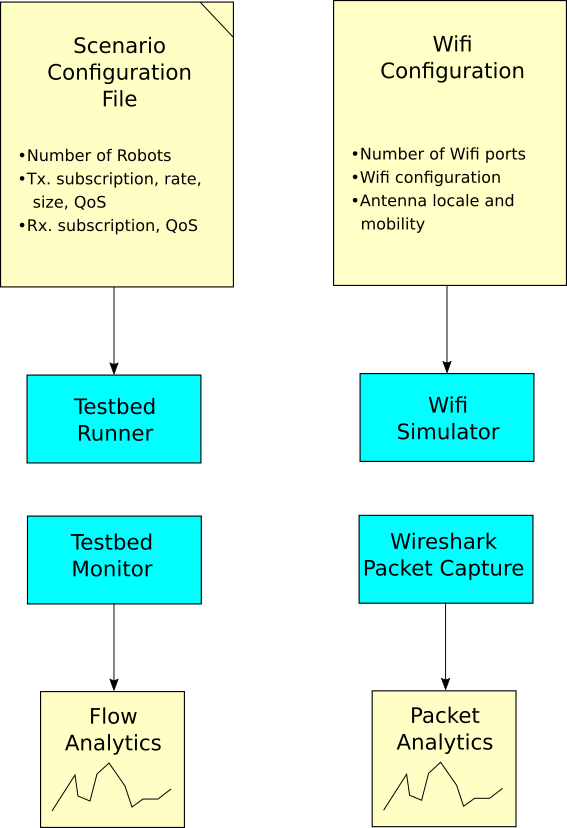 Scenario
Configuration
File
•Number of Robots
•Tx. subscription, rate,
size, QoS
•Rx. subscription, QoS
Wifi
Configuration
•Number of Wifi ports
•Wifi configuration
•Antenna locale and
mobility
Testbed
Runner
Wifi
Simulator
Testbed
Monitor
Wireshark
Packet Capture
Flow
Analytics
Packet
Analytics